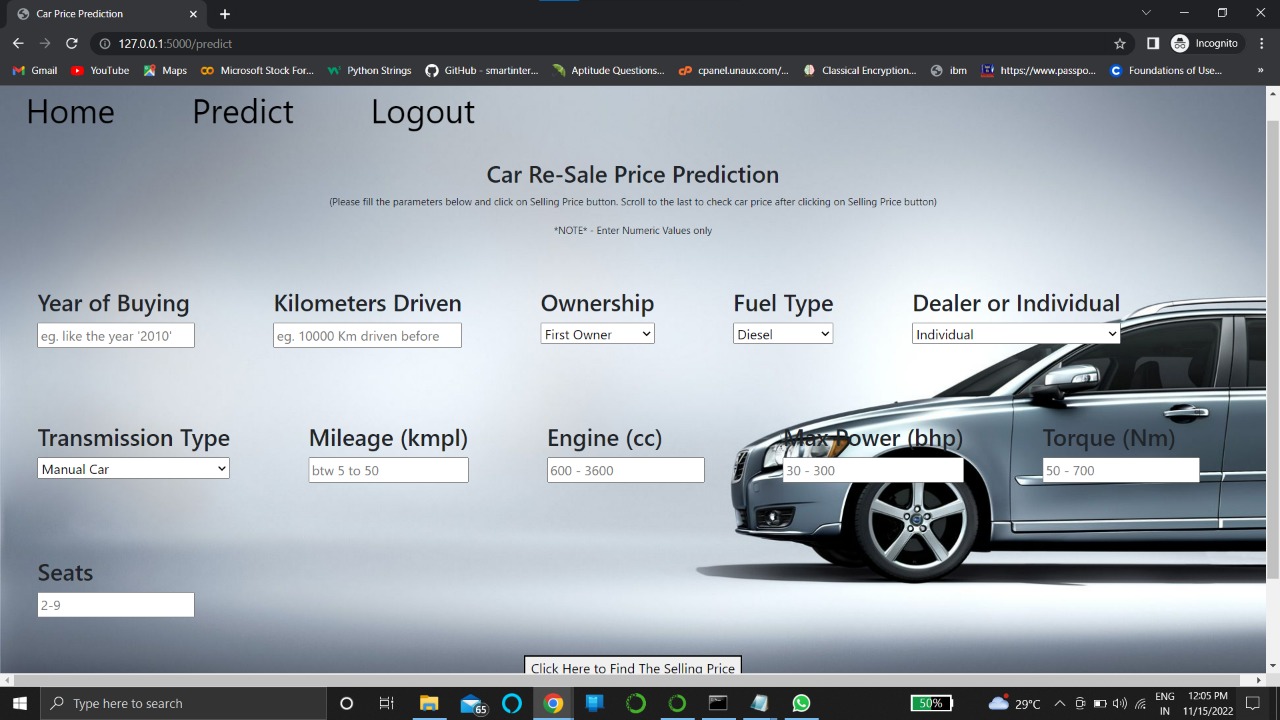 Car Price Prediction
127.0.0.1:5000/predict
Incognito
Gmail
YouTube
Maps
Microsoft Stock For...
Python Strings
GitHub - smarninter...
Aptitude Questions...
cpanel.unaux.com/...
Classical Encryption...
ibm
https://www.passpo...
Foundations of Use...
»
Home Predict Logout
Car Re-Sale Price Prediction
(Please fill the parameters below and click on Selling Price button. Scroll to the last to check car price after clicking on Selling Price button)
*NOTE* - Enter Numeric Values only
Year of Buying Kilometers Driven Ownership Fuel Type Dealer or Individual
eg. like the year '2010' eg. 10000 Km driven before First Owner Diesel Individual
Transmission Type Mileage (kmpl) Engine (cc) Max Power (bhp) Torque (Nm)
Manual Car btw 5 to 50 600 - 3600 30 - 300 50 - 700
Seats
2-9
Click Here to Find The Selling Price
Type here to search
65
50%
29°C
ENG
IN
12:05 PM
11/15/2022